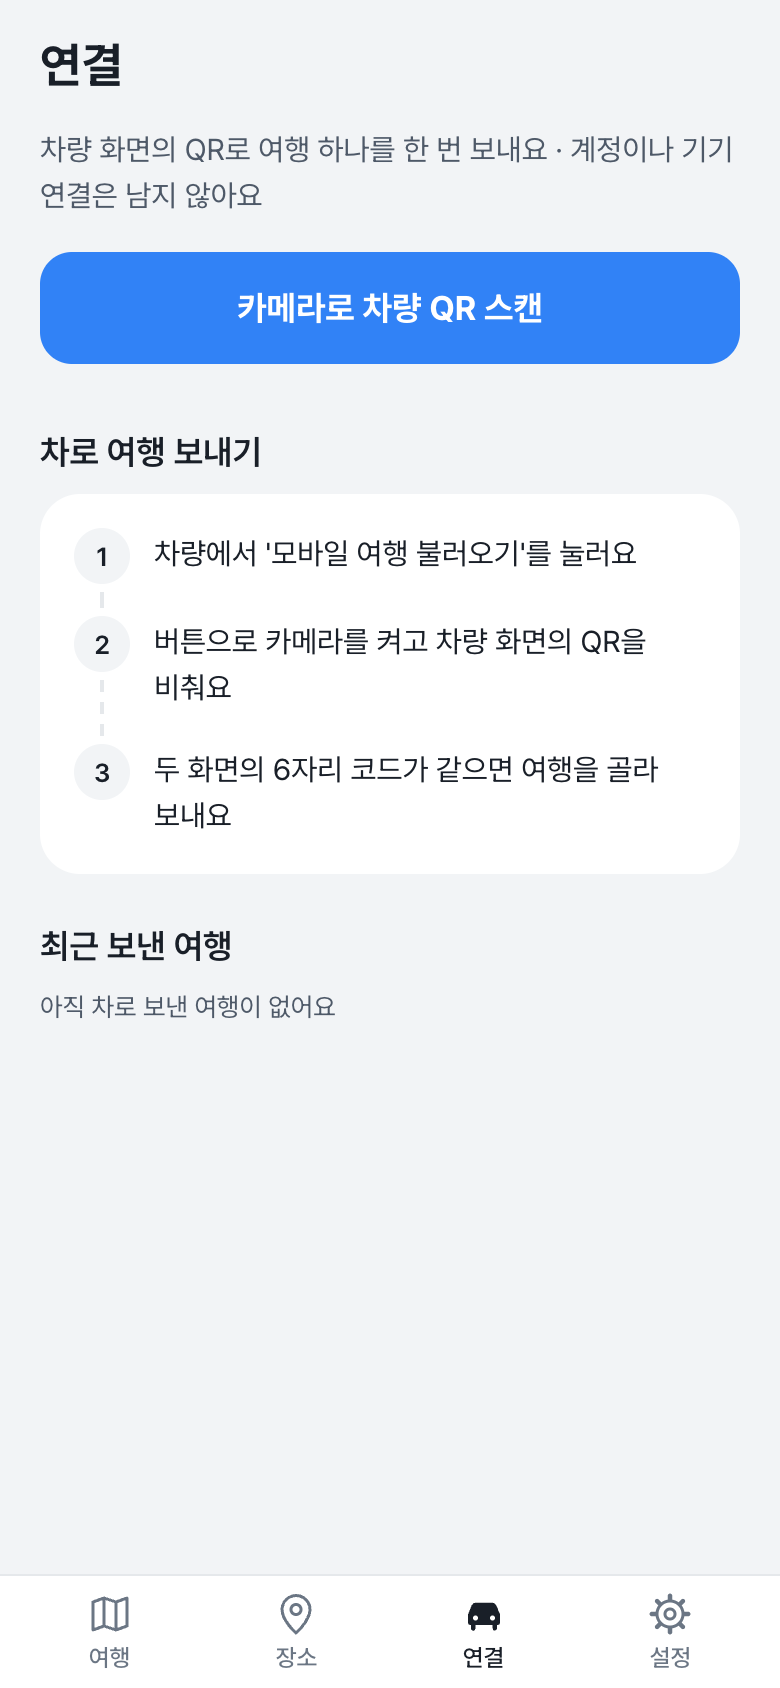 연결
차량 화면의 QR로 여행 하나를 한 번 보내요 · 계정이나 기기
연결은 남지 않아요
카메라로 차량 QR 스캔
차로 여행 보내기
1 차량에서 '모바일 여행 불러오기'를 눌러요
2 버튼으로 카메라를 켜고 차량 화면의 QR을
비춰요
3 두 화면의 6자리 코드가 같으면 여행을 골라
보내요
최근 보낸 여행
아직 차로 보낸 여행이 없어요
여행 장소 연결 설정